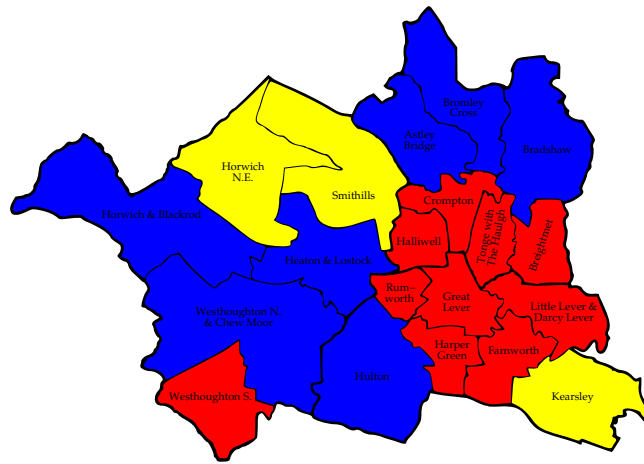 Bromley
Cross
Astley
Bridge
Bradshaw
Horwich
N.E.
Smithills
Crompton
Horwich & Blackrod
Halliwell
Tonge with
The Haulgh
Breightmet
Heaton & Lostock
Rum–
worth
Great
Lever
Little Lever &
Darcy Lever
Westhoughton N.
& Chew Moor
Harper
Green
Farnworth
Hulton
Westhoughton S.
Kearsley